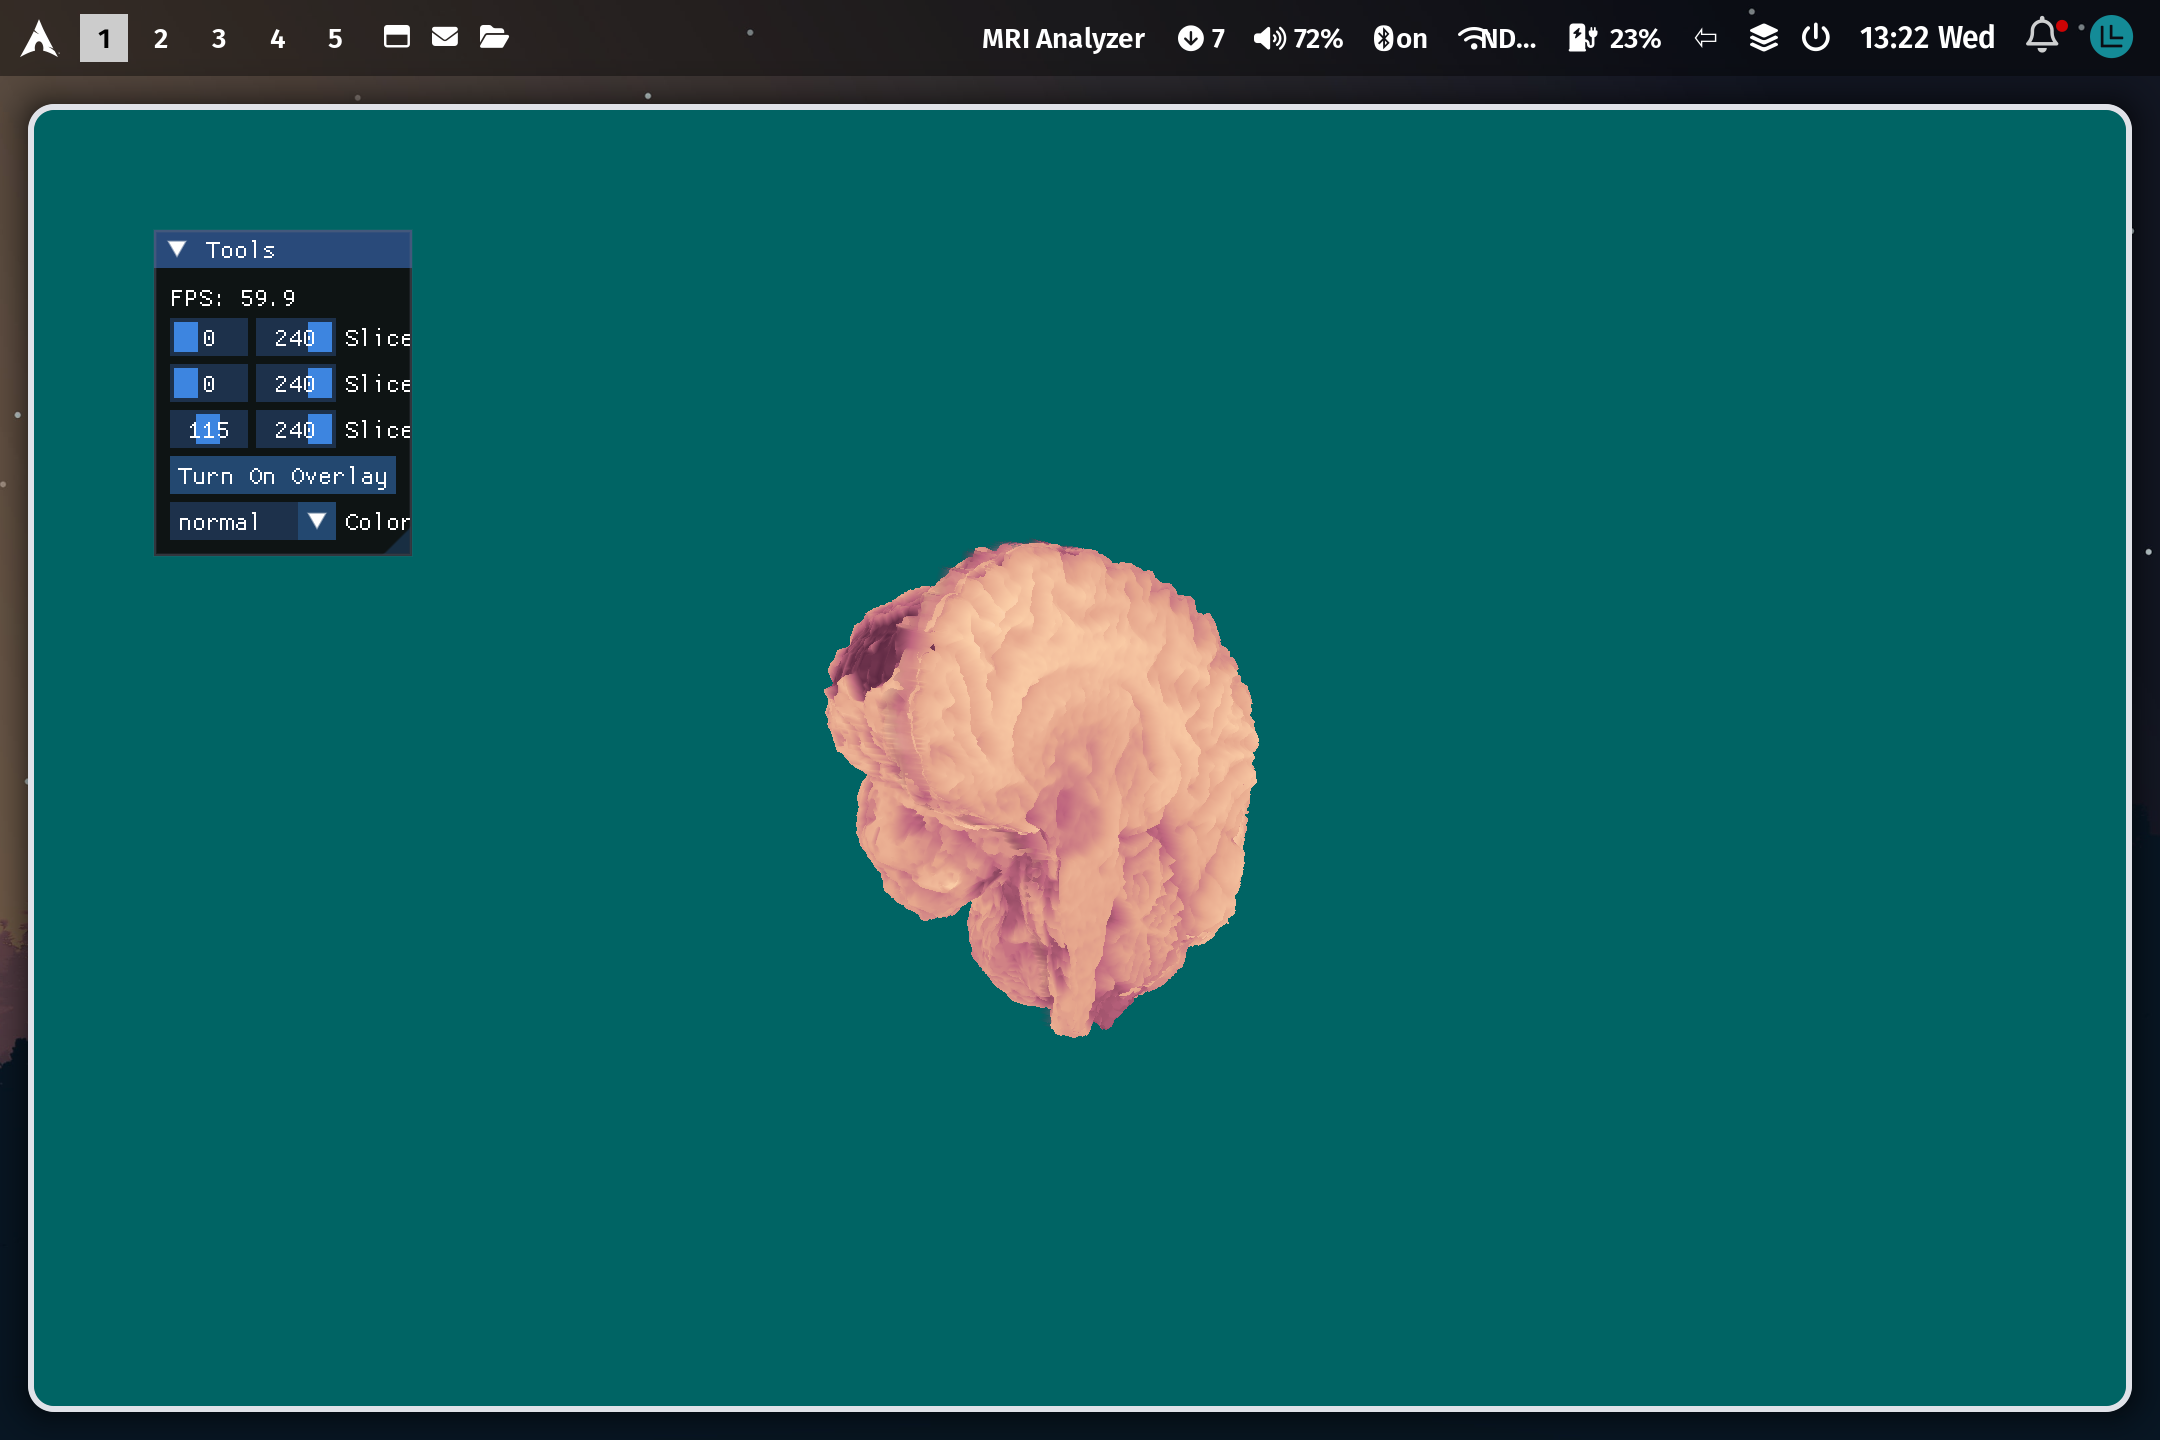 1 2 3 4 5 MRI Analyzer 7 72% on ND... 23% 13:22 Wed
Tools
FPS: 59.9
0 240 Slice
0 240 Slice
115 240 Slice
Turn On Overlay
normal Color